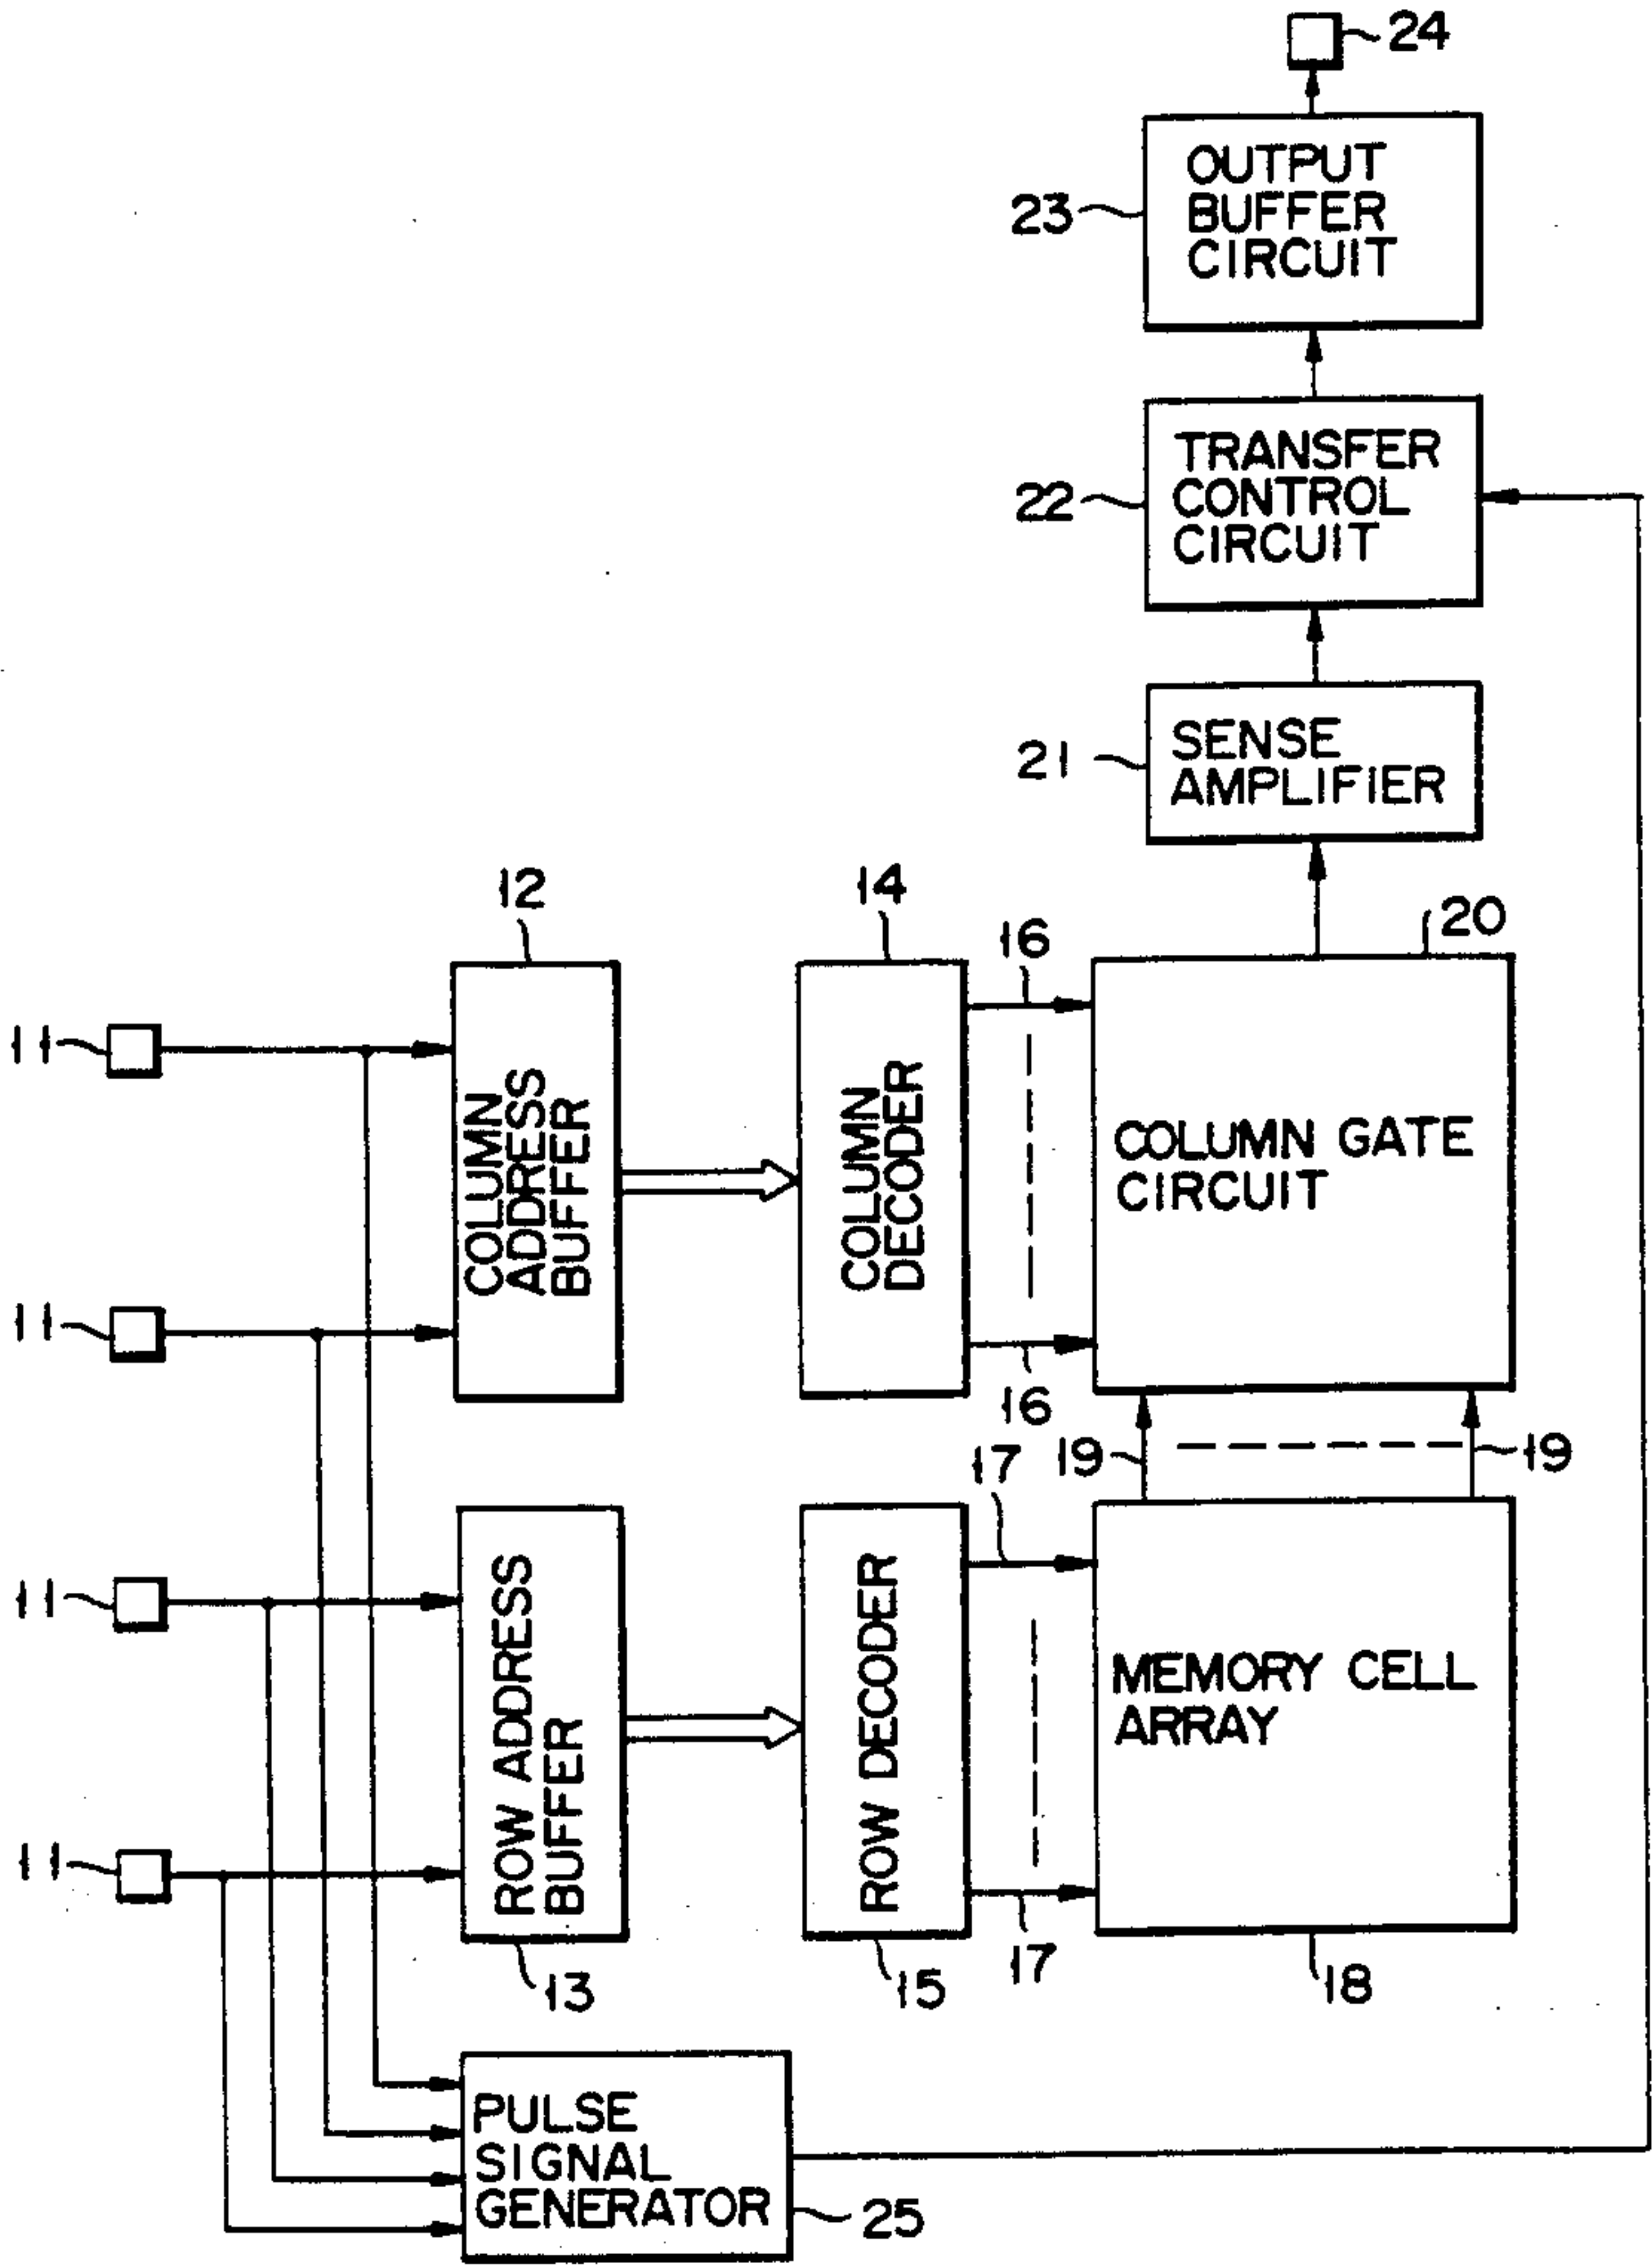 24
OUTPUT
BUFFER
CIRCUIT
23
TRANSFER
CONTROL
CIRCUIT
22
SENSE
AMPLIFIER
21
12
14
16
20
11
COLUMN
ADDRESS
BUFFER
COLUMN
DECODER
COLUMN GATE
CIRCUIT
11
16
17
19
19
11
ROW ADDRESS
BUFFER
ROW DECODER
MEMORY CELL
ARRAY
11
13
15
17
18
PULSE
SIGNAL
GENERATOR
25